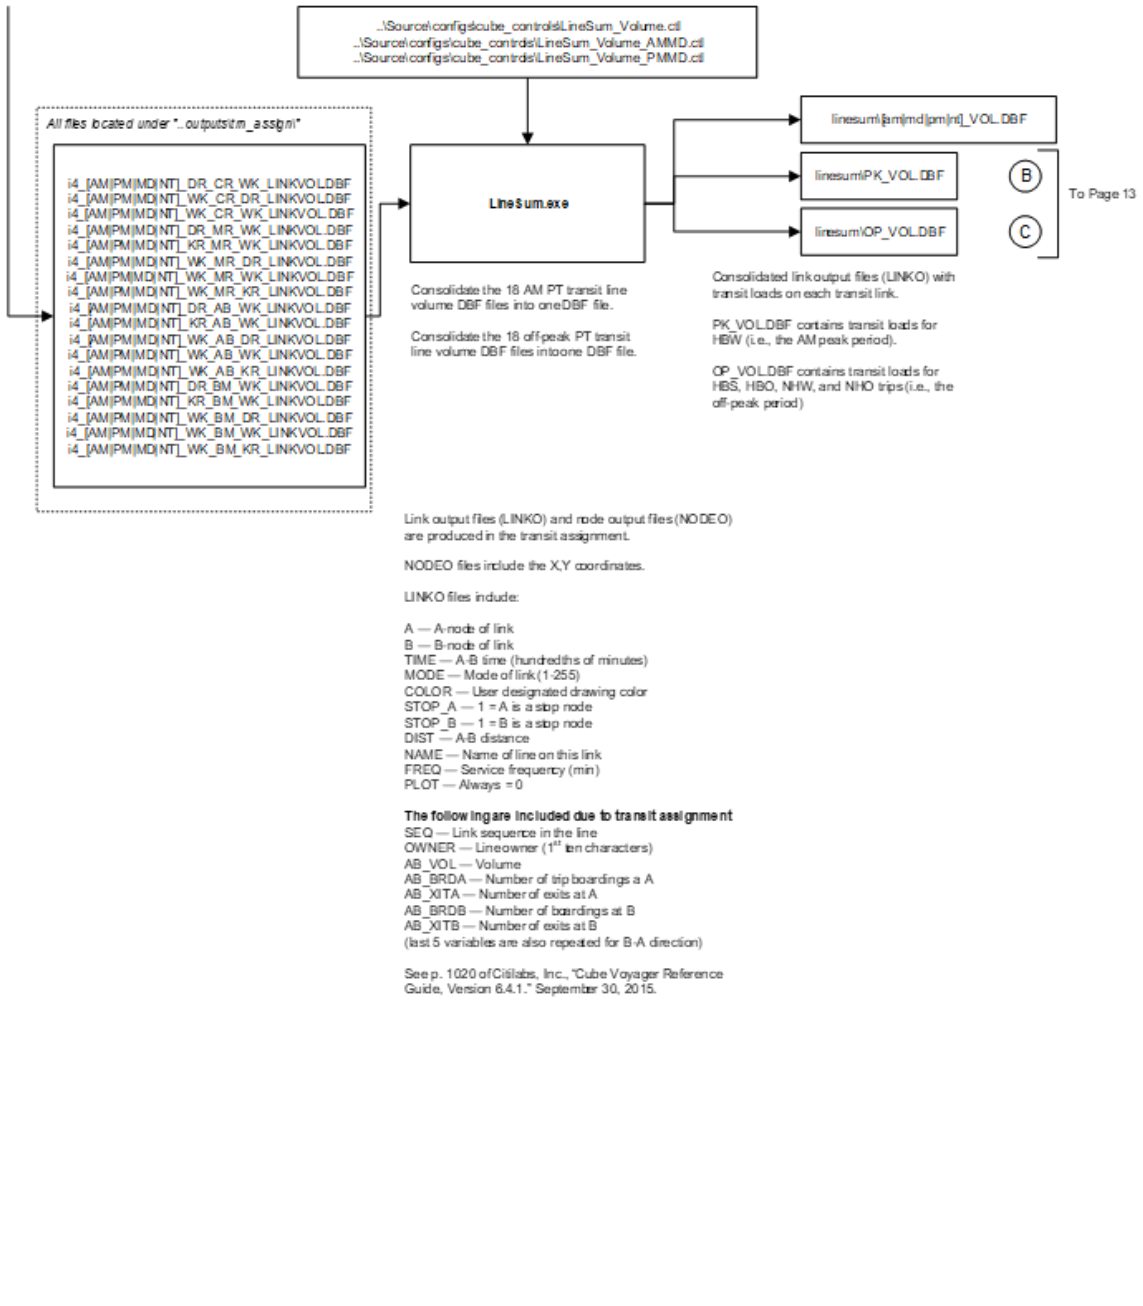 ..\Source\configs\cube_controls\LineSum_Volume.ctl
..\Source\configs\cube_controls\LineSum_Volume_AMMD.ctl
..\Source\configs\cube_controls\LineSum_Volume_PMMD.ctl
All files located under "..outputs\trn_assign\"
i4_[AM|PM|MD|NT]_DR_CR_WK_LINKVOL.DBF
i4_[AM|PM|MD|NT]_WK_CR_DR_LINKVOL.DBF
i4_[AM|PM|MD|NT]_WK_CR_WK_LINKVOL.DBF
i4_[AM|PM|MD|NT]_DR_MR_WK_LINKVOL.DBF
i4_[AM|PM|MD|NT]_KR_MR_WK_LINKVOL.DBF
i4_[AM|PM|MD|NT]_WK_MR_DR_LINKVOL.DBF
i4_[AM|PM|MD|NT]_WK_MR_WK_LINKVOL.DBF
i4_[AM|PM|MD|NT]_WK_MR_KR_LINKVOL.DBF
i4_[AM|PM|MD|NT]_DR_AB_WK_LINKVOL.DBF
i4_[AM|PM|MD|NT]_KR_AB_WK_LINKVOL.DBF
i4_[AM|PM|MD|NT]_WK_AB_DR_LINKVOL.DBF
i4_[AM|PM|MD|NT]_WK_AB_WK_LINKVOL.DBF
i4_[AM|PM|MD|NT]_WK_AB_KR_LINKVOL.DBF
i4_[AM|PM|MD|NT]_DR_BM_WK_LINKVOL.DBF
i4_[AM|PM|MD|NT]_KR_BM_WK_LINKVOL.DBF
i4_[AM|PM|MD|NT]_WK_BM_DR_LINKVOL.DBF
i4_[AM|PM|MD|NT]_WK_BM_WK_LINKVOL.DBF
i4_[AM|PM|MD|NT]_WK_BM_KR_LINKVOL.DBF
LineSum.exe
Consolidate the 18 AM PT transit line
volume DBF files into one DBF file.
Consolidate the 18 off-peak PT transit
line volume DBF files into one DBF file.
linesum\[am|md|pm|nt]_VOL.DBF
linesum\PK_VOL.DBF
B
linesum\OP_VOL.DBF
C
To Page 13
Consolidated link output files (LINKO) with
transit loads on each transit link.
PK_VOL.DBF contains transit loads for
HBW (i.e., the AM peak period).
OP_VOL.DBF contains transit loads for
HBS, HBO, NHW, and NHO trips (i.e., the
off-peak period)
Link output files (LINKO) and node output files (NODEO)
are produced in the transit assignment.
NODEO files include the X,Y coordinates.
LINKO files include:
A — A-node of link
B — B-node of link
TIME — A-B time (hundredths of minutes)
MODE — Mode of link (1-255)
COLOR — User designated drawing color
STOP_A — 1 = A is a stop node
STOP_B — 1 = B is a stop node
DIST — A-B distance
NAME — Name of line on this link
FREQ — Service frequency (min)
PLOT — Always = 0
The following are included due to transit assignment
SEQ — Link sequence in the line
OWNER — Line owner (1st ten characters)
AB_VOL — Volume
AB_BRDA — Number of trip boardings a A
AB_XITA — Number of exits at A
AB_BRDB — Number of boardings at B
AB_XITB — Number of exits at B
(last 5 variables are also repeated for B-A direction)
See p. 1020 of Citilabs, Inc., "Cube Voyager Reference
Guide, Version 6.4.1." September 30, 2015.